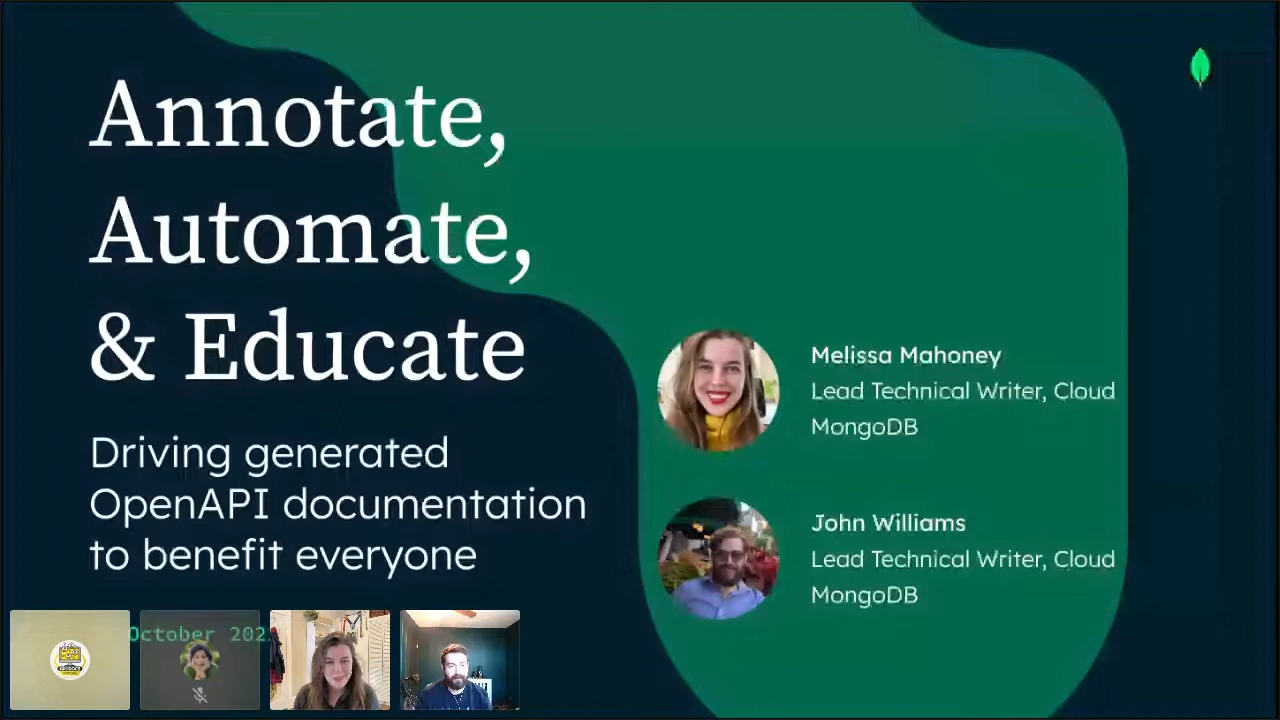 Annotate,
Automate,
& Educate
Driving generated
OpenAPI documentation
to benefit everyone
Melissa Mahoney
Lead Technical Writer, Cloud
MongoDB
John Williams
Lead Technical Writer, Cloud
MongoDB
October